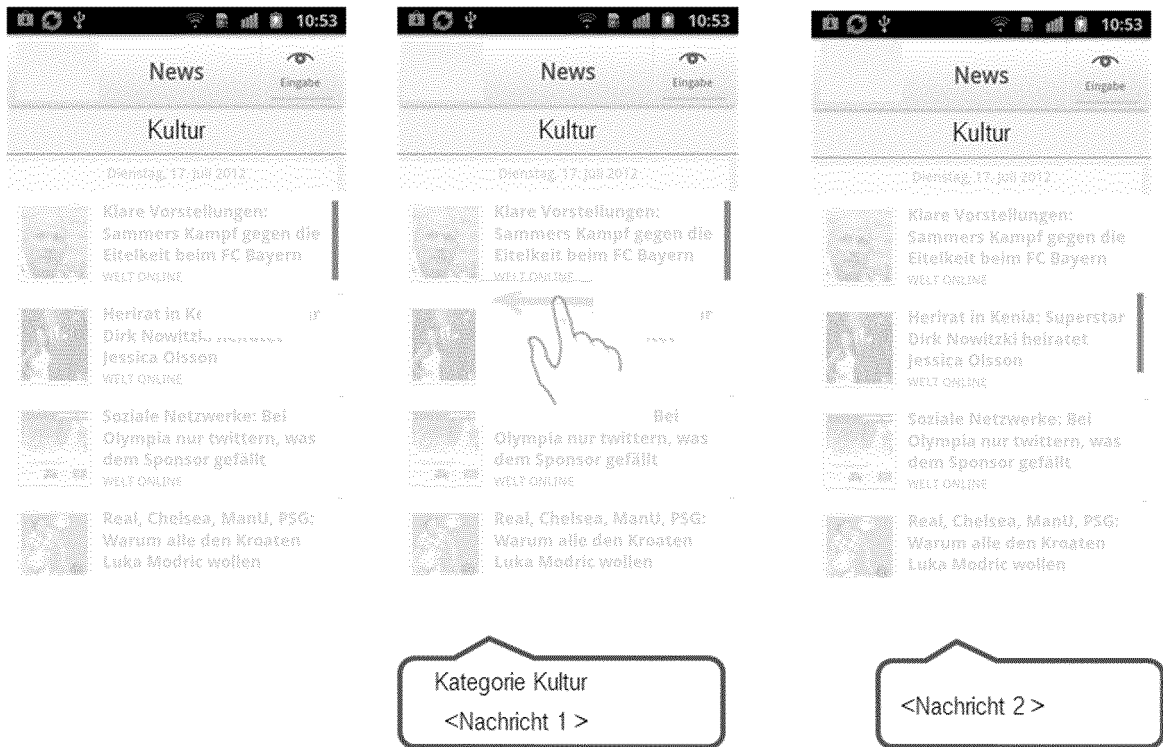 10:53
News
Eingabe
Kultur
Dienstag, 17. Juli 2012
Klare Vorstellungen:
Sammers Kampf gegen die
Eitelkeit beim FC Bayern
WELT ONLINE
Herirat in Ke
Dirk Nowitzki heiratet
Jessica Olsson
WELT ONLINE
Soziale Netzwerke: Bei
Olympia nur twittern, was
dem Sponsor gefällt
WELT ONLINE
Real, Chelsea, ManU, PSG:
Warum alle den Kroaten
Luka Modric wollen
10:53
News
Eingabe
Kultur
Dienstag, 17. Juli 2012
Klare Vorstellungen:
Sammers Kampf gegen die
Eitelkeit beim FC Bayern
WELT ONLINE
Bei
Olympia nur twittern, was
dem Sponsor gefällt
WELT ONLINE
Real, Chelsea, ManU, PSG:
Warum alle den Kroaten
Luka Modric wollen
Kategorie Kultur
<Nachricht 1 >
10:53
News
Eingabe
Kultur
Dienstag, 17. Juli 2012
Klare Vorstellungen:
Sammers Kampf gegen die
Eitelkeit beim FC Bayern
WELT ONLINE
Herirat in Kenia: Superstar
Dirk Nowitzki heiratet
Jessica Olsson
WELT ONLINE
Soziale Netzwerke: Bei
Olympia nur twittern, was
dem Sponsor gefällt
WELT ONLINE
Real, Chelsea, ManU, PSG:
Warum alle den Kroaten
Luka Modric wollen
<Nachricht 2 >